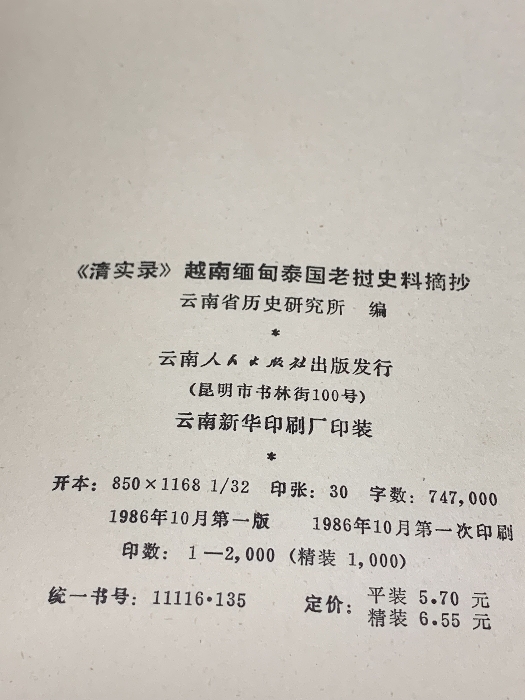 《清实录》越南缅甸泰国老挝史料摘抄
云南省历史研究所 编
*
云南人民出版社出版发行
(昆明市书林街100号)
云南新华印刷厂印装
*
开本：850×1168 1/32 印张：30 字数：747,000
1986年10月第一版 1986年10月第一次印刷
印数：1—2,000（精装 1,000）
统一书号：11116·135 定价：平装 5.70 元
精装 6.55 元